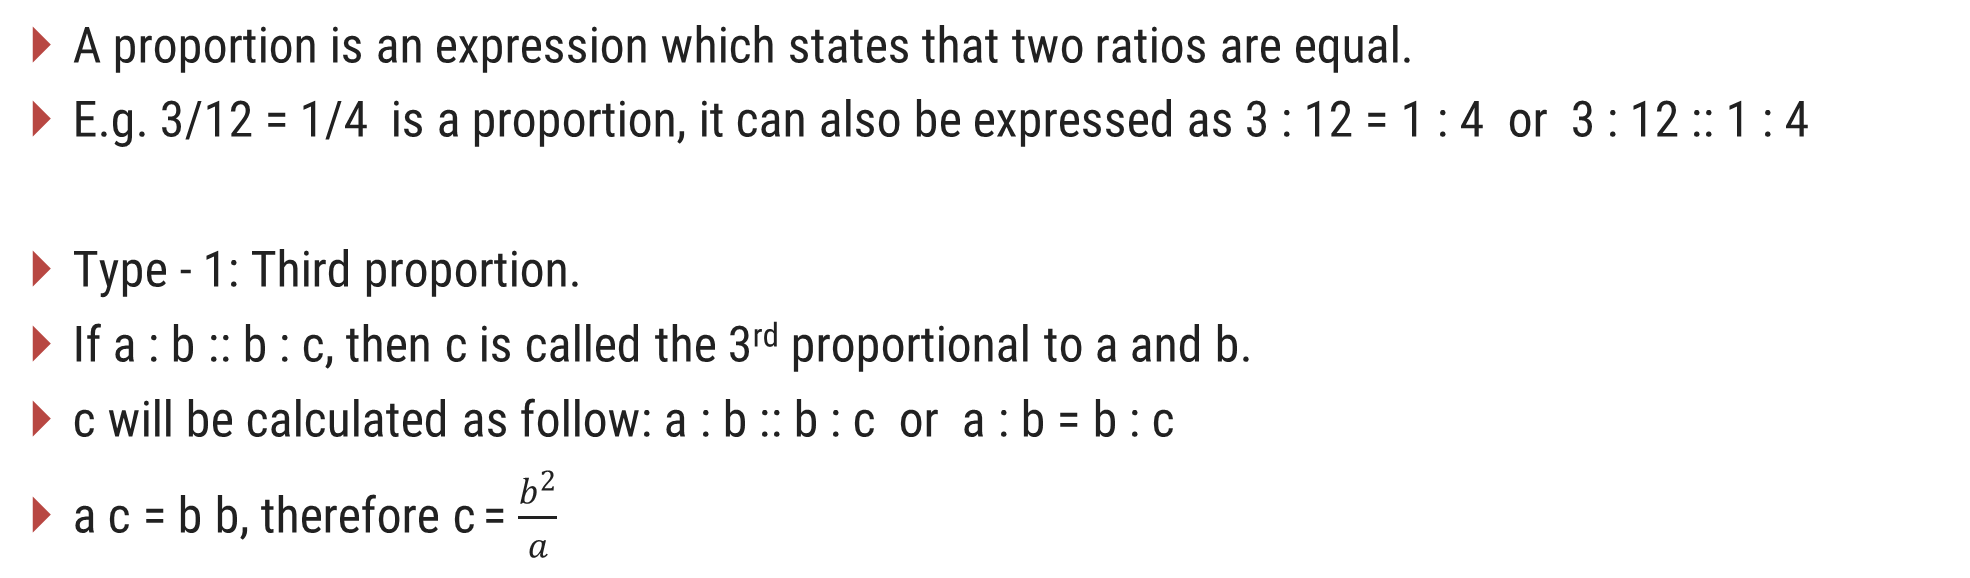 A proportion is an expression which states that two ratios are equal.
E.g. 3/12 = 1/4 is a proportion, it can also be expressed as 3 : 12 = 1 : 4 or 3 : 12 :: 1 : 4
Type - 1: Third proportion.
If a : b :: b : c, then c is called the 3rd proportional to a and b.
c will be calculated as follow: a : b :: b : c or a : b = b : c
a c = b b, therefore c = b²/a